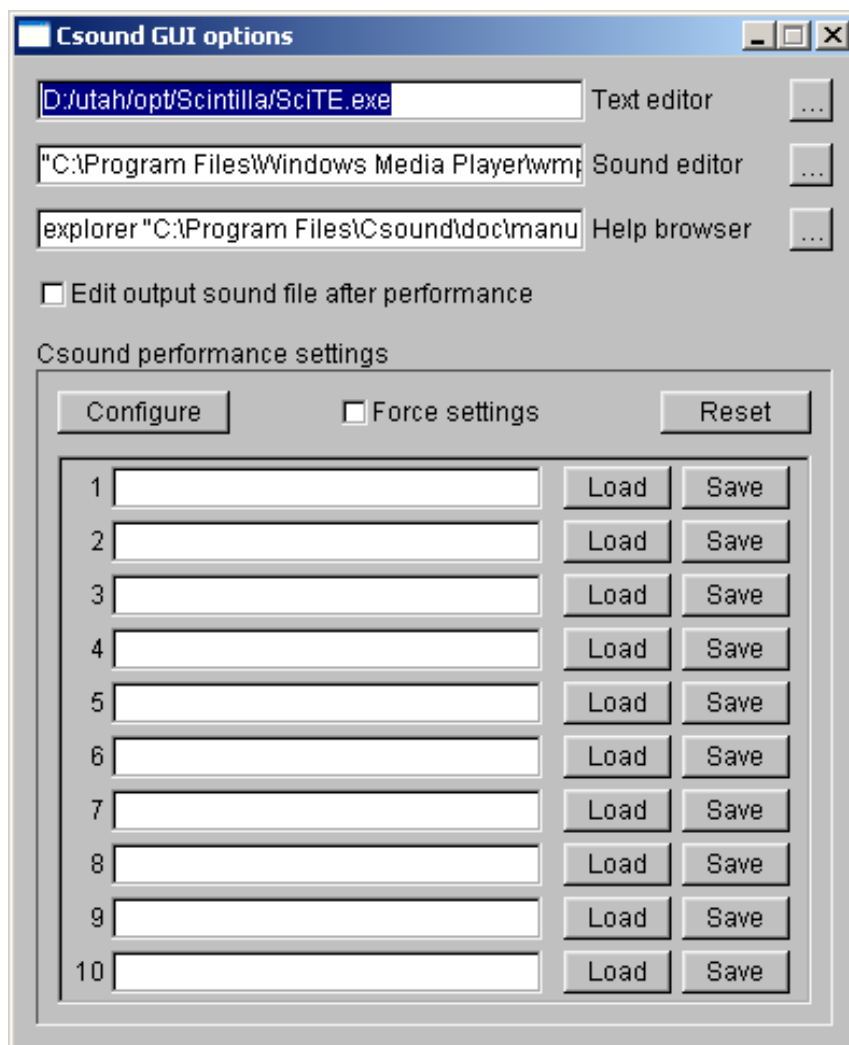 Csound GUI options
D:/utah/opt/Scintilla/SciTE.exe Text editor ...
"C:\Program Files\Windows Media Player\wmp Sound editor ...
explorer "C:\Program Files\Csound\doc\manu Help browser ...
Edit output sound file after performance
Csound performance settings
Configure Force settings Reset
1 Load Save
2 Load Save
3 Load Save
4 Load Save
5 Load Save
6 Load Save
7 Load Save
8 Load Save
9 Load Save
10 Load Save